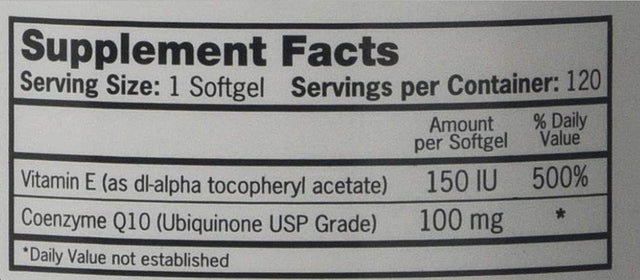 Supplement Facts
Serving Size: 1 Softgel Servings per Container: 120
Amount per Softgel % Daily Value
Vitamin E (as dl-alpha tocopheryl acetate) 150 IU 500%
Coenzyme Q10 (Ubiquinone USP Grade) 100 mg *
*Daily Value not established